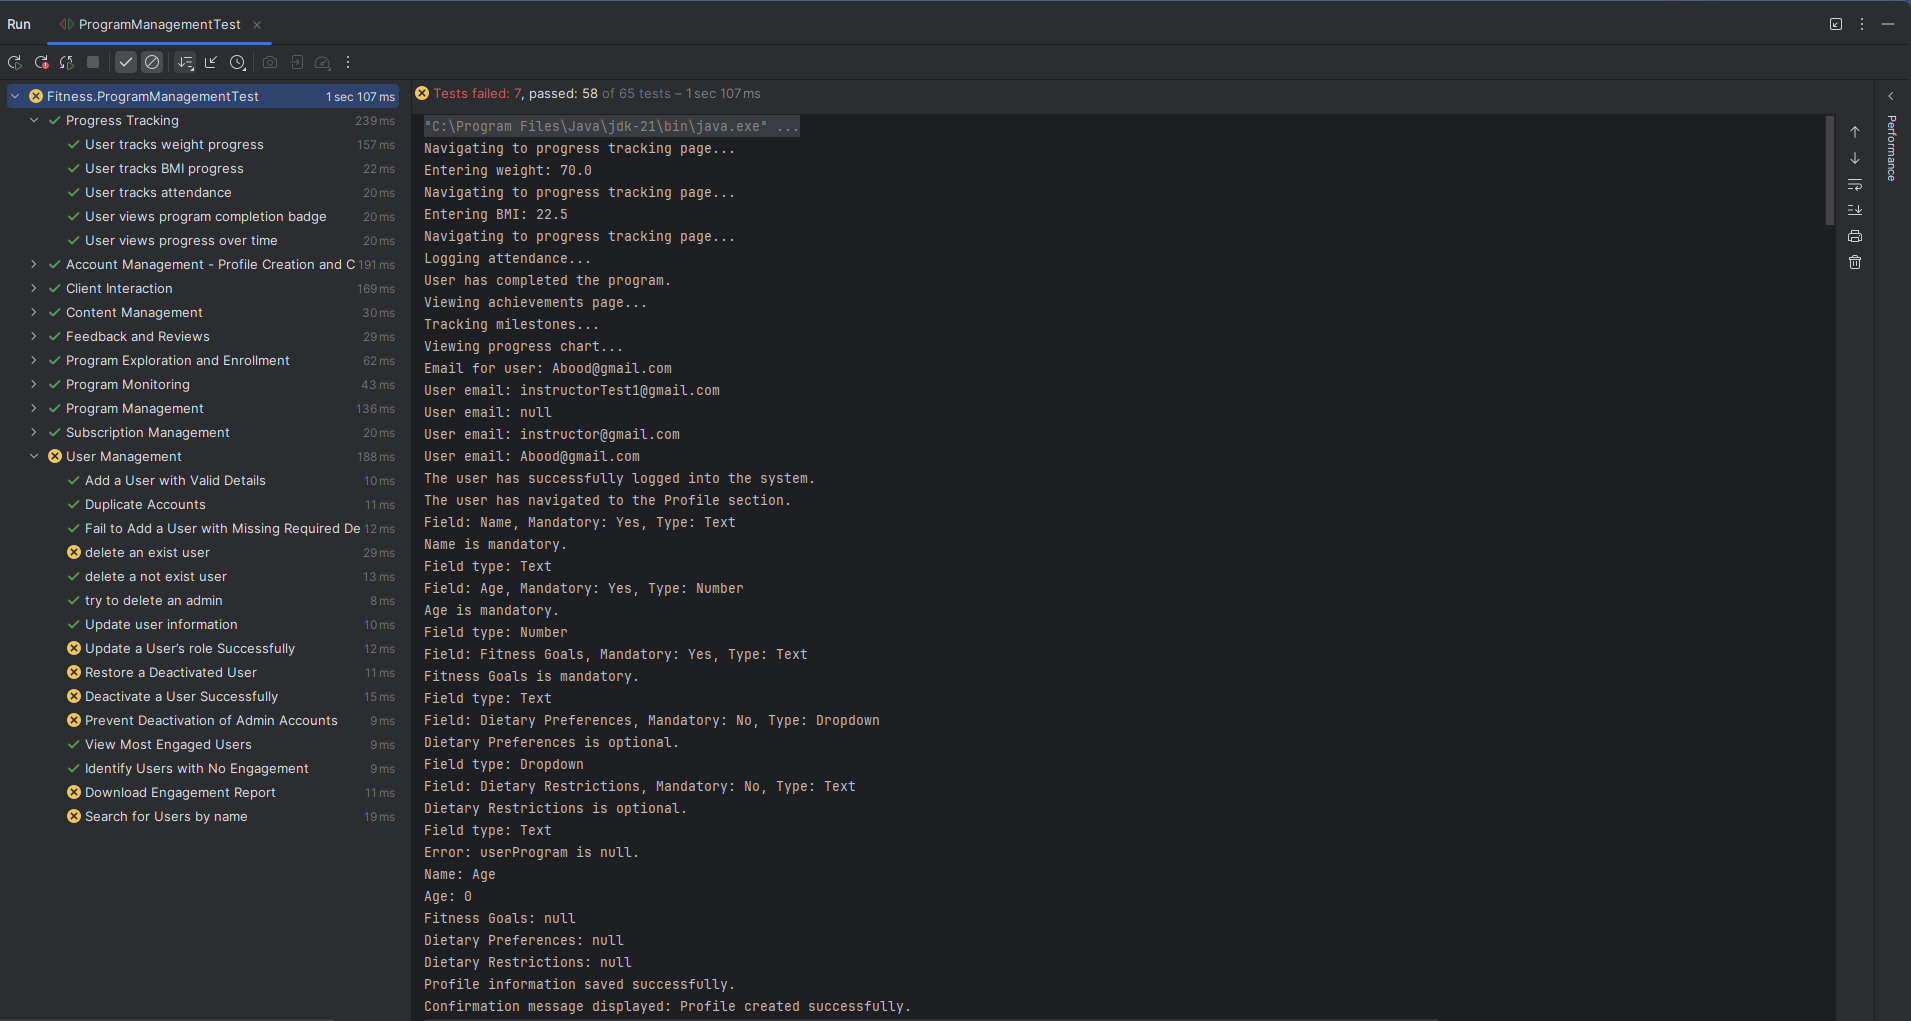 Run
ProgramManagementTest
Fitness.ProgramManagementTest 1 sec 107 ms
Progress Tracking 239 ms
User tracks weight progress 157 ms
User tracks BMI progress 22 ms
User tracks attendance 20 ms
User views program completion badge 20 ms
User views progress over time 20 ms
Account Management - Profile Creation and C 191 ms
Client Interaction 169 ms
Content Management 30 ms
Feedback and Reviews 29 ms
Program Exploration and Enrollment 62 ms
Program Monitoring 43 ms
Program Management 136 ms
Subscription Management 20 ms
User Management 188 ms
Add a User with Valid Details 10 ms
Duplicate Accounts 11 ms
Fail to Add a User with Missing Required De 12 ms
delete an exist user 29 ms
delete a not exist user 13 ms
try to delete an admin 8 ms
Update user information 10 ms
Update a User's role Successfully 12 ms
Restore a Deactivated User 11 ms
Deactivate a User Successfully 15 ms
Prevent Deactivation of Admin Accounts 9 ms
View Most Engaged Users 9 ms
Identify Users with No Engagement 9 ms
Download Engagement Report 11 ms
Search for Users by name 19 ms
Tests failed: 7, passed: 58 of 65 tests – 1 sec 107 ms
"C:\Program Files\Java\jdk-21\bin\java.exe" ...
Navigating to progress tracking page...
Entering weight: 70.0
Navigating to progress tracking page...
Entering BMI: 22.5
Navigating to progress tracking page...
Logging attendance...
User has completed the program.
Viewing achievements page...
Tracking milestones...
Viewing progress chart...
Email for user: Abood@gmail.com
User email: instructorTest1@gmail.com
User email: null
User email: instructor@gmail.com
User email: Abood@gmail.com
The user has successfully logged into the system.
The user has navigated to the Profile section.
Field: Name, Mandatory: Yes, Type: Text
Name is mandatory.
Field type: Text
Field: Age, Mandatory: Yes, Type: Number
Age is mandatory.
Field type: Number
Field: Fitness Goals, Mandatory: Yes, Type: Text
Fitness Goals is mandatory.
Field type: Text
Field: Dietary Preferences, Mandatory: No, Type: Dropdown
Dietary Preferences is optional.
Field type: Dropdown
Field: Dietary Restrictions, Mandatory: No, Type: Text
Dietary Restrictions is optional.
Field type: Text
Error: userProgram is null.
Name: Age
Age: 0
Fitness Goals: null
Dietary Preferences: null
Dietary Restrictions: null
Profile information saved successfully.
Confirmation message displayed: Profile created successfully.
Performance